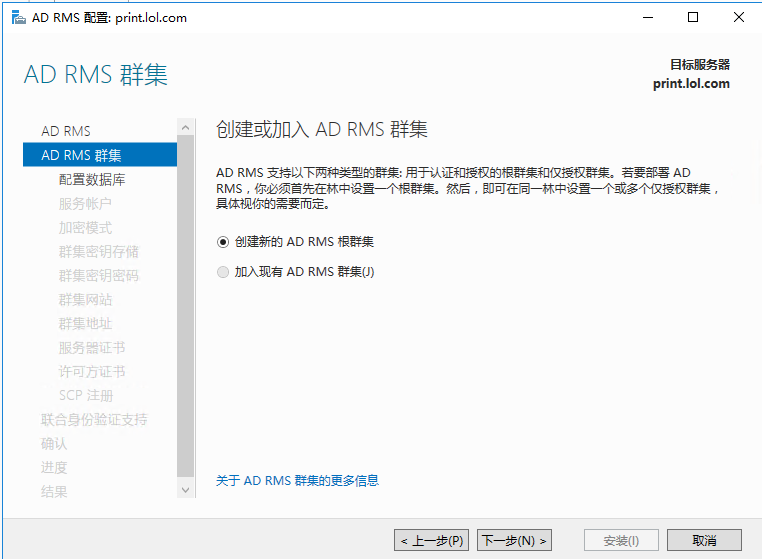 AD RMS 配置: print.lol.com
AD RMS 群集
目标服务器
print.lol.com
AD RMS
AD RMS 群集
配置数据库
服务帐户
加密模式
群集密钥存储
群集密钥密码
群集网站
群集地址
服务器证书
许可方证书
SCP 注册
联合身份验证支持
确认
进度
结果
创建或加入 AD RMS 群集
AD RMS 支持以下两种类型的群集: 用于认证和授权的根群集和仅授权群集。若要部署 AD
RMS，你必须首先在林中设置一个根群集。然后，即可在同一林中设置一个或多个仅授权群集，
具体视你的需要而定。
创建新的 AD RMS 根群集
加入现有 AD RMS 群集(J)
关于 AD RMS 群集的更多信息
< 上一步(P)
下一步(N) >
安装(I)
取消